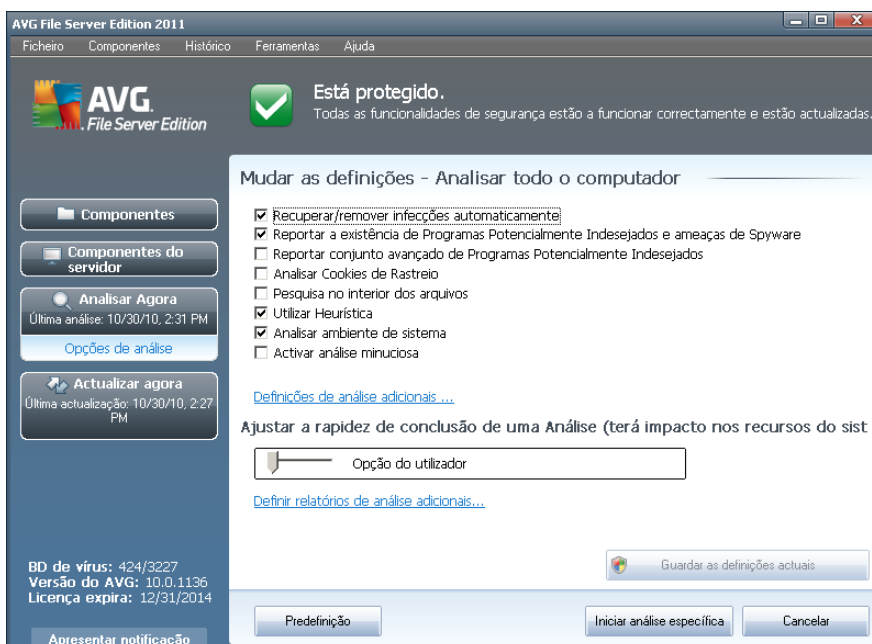 AVG File Server Edition 2011
Ficheiro Componentes Histórico Ferramentas Ajuda
AVG.
File Server Edition
Está protegido.
Todas as funcionalidades de segurança estão a funcionar correctamente e estão actualizadas.
Componentes
Componentes do
servidor
Analisar Agora
Última análise: 10/30/10, 2:31 PM
Opções de análise
Actualizar agora
Última actualização: 10/30/10, 2:27
PM
BD de vírus: 424/3227
Versão do AVG: 10.0.1136
Licença expira: 12/31/2014
Apresentar notificação
Mudar as definições - Analisar todo o computador
Recuperar/remover infecções automaticamente
Reportar a existência de Programas Potencialmente Indesejados e ameaças de Spyware
Reportar conjunto avançado de Programas Potencialmente Indesejados
Analisar Cookies de Rastreio
Pesquisa no interior dos arquivos
Utilizar Heurística
Analisar ambiente de sistema
Activar análise minuciosa
Definições de análise adicionais ...
Ajustar a rapidez de conclusão de uma Análise (terá impacto nos recursos do sist
Opção do utilizador
Definir relatórios de análise adicionais...
Guardar as definições actuais
Predefinição
Iniciar análise específica
Cancelar